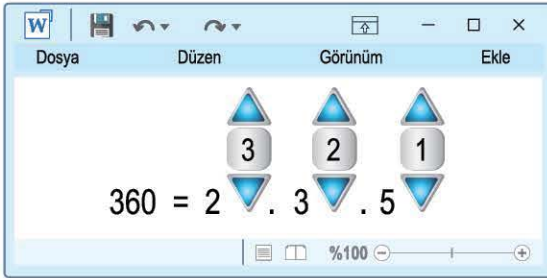 W
Dosya Düzen Görünüm Ekle
3 2 1
360 = 2 . 3 . 5
%100